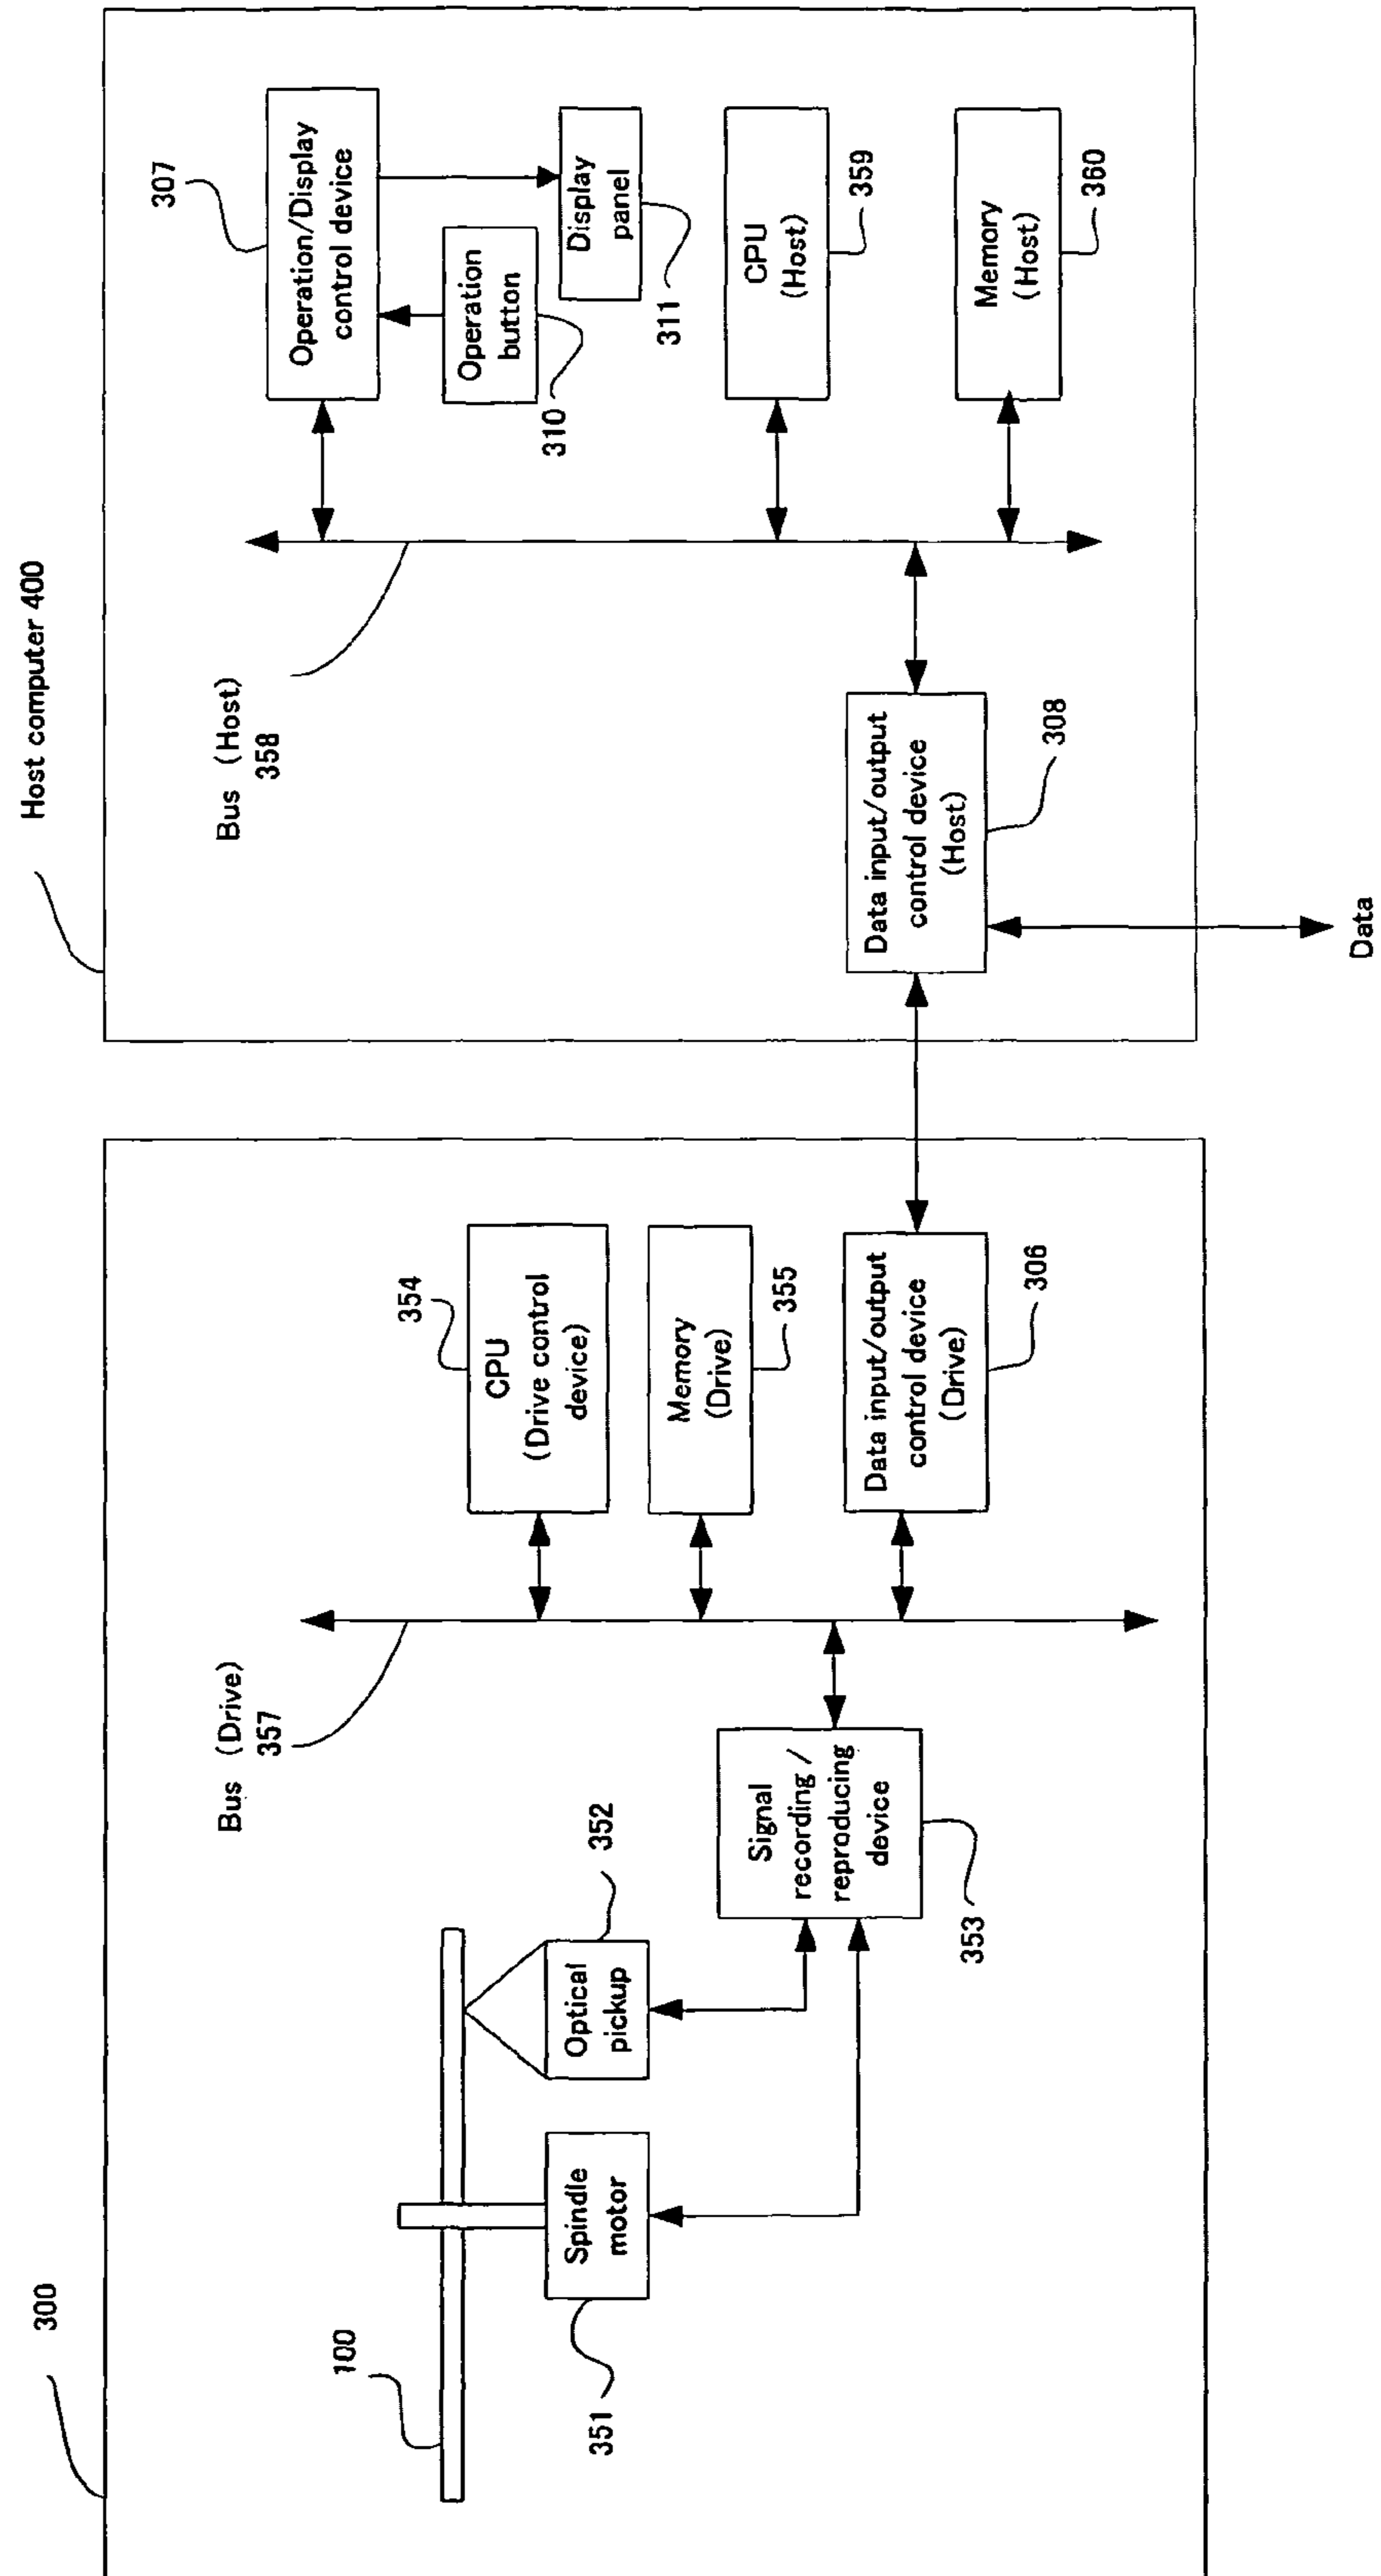 300
100
Spindle
motor
351
Optical
pickup
352
Signal
recording /
reproducing
device
353
Bus (Drive)
357
CPU
(Drive control
device)
354
Memory
(Drive)
355
Data input/output
control device
(Drive)
306
Host computer 400
Bus (Host)
358
Data input/output
control device
(Host)
308
Data
307
Operation/Display
control device
Operation
button
310
Display
panel
311
CPU
(Host)
359
Memory
(Host)
360